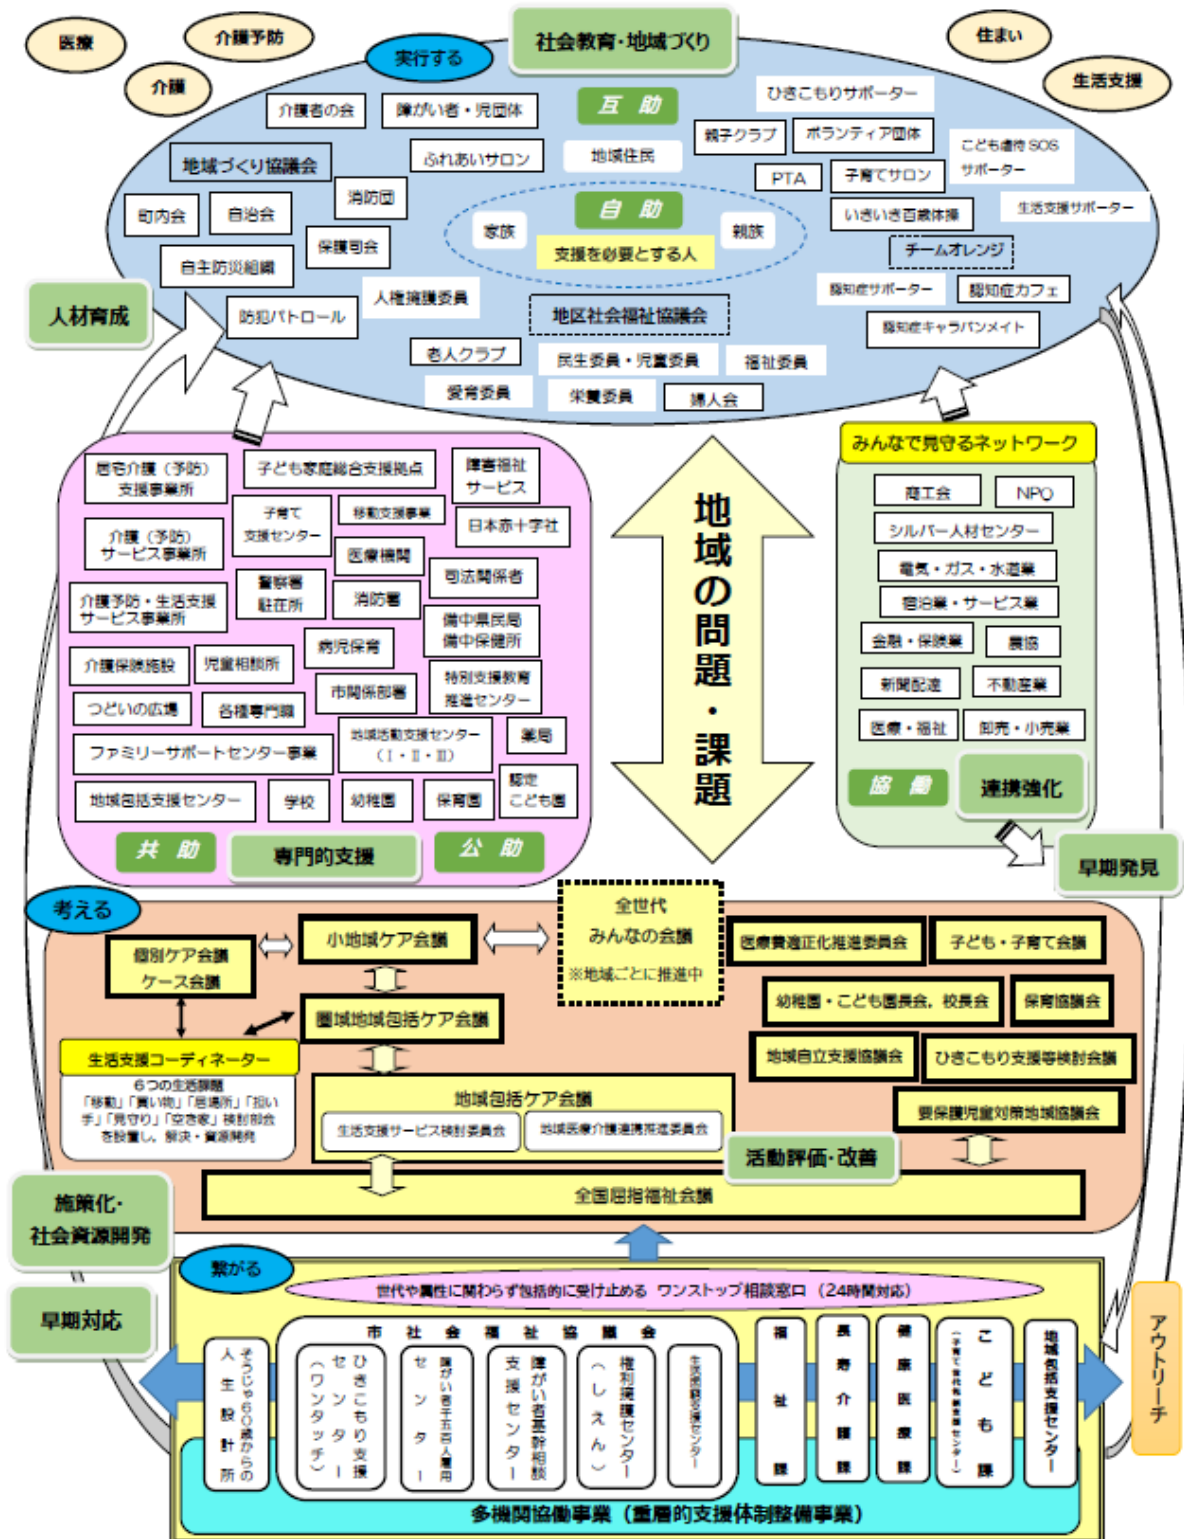 医療
介護予防
介護
社会教育・地域づくり
実行する
住まい
生活支援
介護者の会
障がい者・児団体
互助
ひきこもりサポーター
地域づくり協議会
ふれあいサロン
地域住民
親子クラブ
ボランティア団体
こども虐待 SOS
サポーター
消防団
PTA
子育てサロン
町内会
自治会
自助
家族
親族
いきいき百歳体操
生活支援サポーター
保護司会
支援を必要とする人
チームオレンジ
自主防災組織
人権擁護委員
認知症サポーター
認知症カフェ
人材育成
防犯パトロール
地区社会福祉協議会
認知症キャラバンメイト
老人クラブ
民生委員・児童委員
福祉委員
愛育委員
栄養委員
婦人会
居宅介護（予防）
支援事業所
子ども家庭総合支援拠点
障害福祉
サービス
介護（予防）
サービス事業所
子育て
支援センター
移動支援事業
日本赤十字社
医療機関
介護予防・生活支援
サービス事業所
警察署
駐在所
消防署
司法関係者
備中県民局
備中保健所
病児保育
介護保険施設
児童相談所
市関係部署
特別支援教育
推進センター
つどいの広場
各種専門職
ファミリーサポートセンター事業
地域活動支援センター
（Ⅰ・Ⅱ・Ⅲ）
薬局
地域包括支援センター
学校
幼稚園
保育園
認定
こども園
共助
専門的支援
公助
地域の問題・課題
みんなで見守るネットワーク
商工会
NPO
シルバー人材センター
電気・ガス・水道業
宿泊業・サービス業
金融・保険業
農協
新聞配達
不動産業
医療・福祉
卸売・小売業
協働
連携強化
早期発見
考える
全世代
みんなの会議
※地域ごとに推進中
個別ケア会議
ケース会議
小地域ケア会議
医療費適正化推進委員会
子ども・子育て会議
圏域地域包括ケア会議
幼稚園・こども園長会，校長会
保育協議会
生活支援コーディネーター
6つの生活課題
「移動」「買い物」「居場所」「担い
手」「見守り」「空き家」検討部会
を設置し，解決・資源開発
地域自立支援協議会
ひきこもり支援等検討会議
地域包括ケア会議
生活支援サービス検討委員会
地域医療介護連携推進委員会
要保護児童対策地域協議会
活動評価・改善
全国屈指福祉会議
施策化・
社会資源開発
繋がる
世代や属性に関わらず包括的に受け止める ワンストップ相談窓口 （24時間対応）
早期対応
アウトリーチ
そうじゃ60歳からの
人生設計所
市社会福祉協議会
ひきこもり支援
センター
（ワンタッチ）
障がい者千五百人雇用
センター
障がい者基幹相談
支援センター
権利擁護センター
（しえん）
生活困窮支援センター
福祉課
長寿介護課
健康医療課
こども課
（子育て世代包括支援センター）
地域包括支援センター
多機関協働事業（重層的支援体制整備事業）